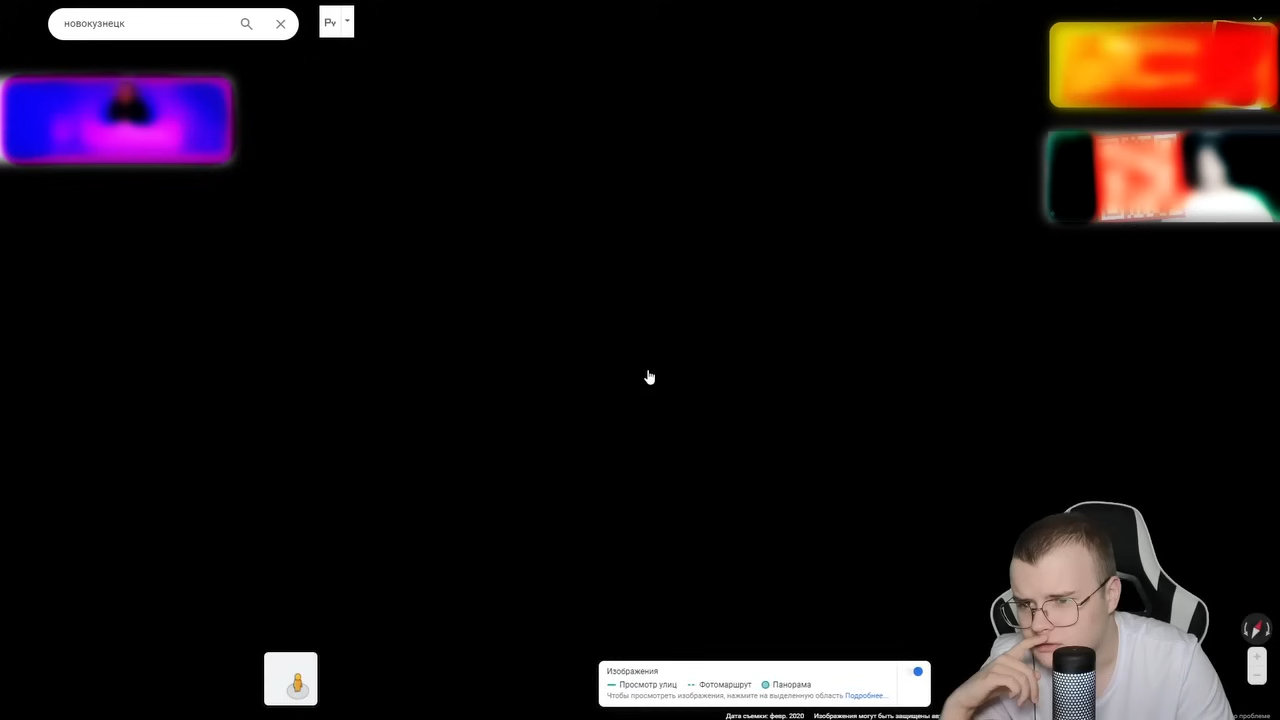 новокузнецк
Изображения
Просмотр улиц
Фотомаршрут
Панорама
Чтобы просмотреть изображения, нажмите на выделенную область Подробнее...
Дата съемки: февр. 2020
Изображения могут быть защищены
о проблеме